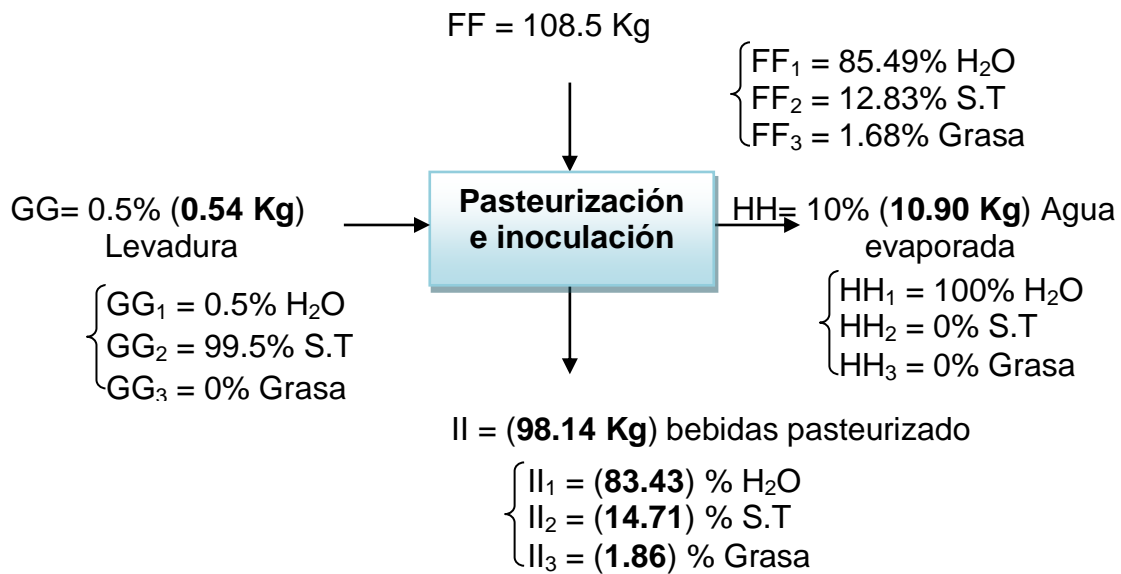 FF = 108.5 Kg
FF₁ = 85.49% H₂O
FF₂ = 12.83% S.T
FF₃ = 1.68% Grasa
Pasteurización
e inoculación
GG= 0.5% (0.54 Kg)
Levadura
GG₁ = 0.5% H₂O
GG₂ = 99.5% S.T
GG₃ = 0% Grasa
HH= 10% (10.90 Kg) Agua
evaporada
HH₁ = 100% H₂O
HH₂ = 0% S.T
HH₃ = 0% Grasa
II = (98.14 Kg) bebidas pasteurizado
II₁ = (83.43) % H₂O
II₂ = (14.71) % S.T
II₃ = (1.86) % Grasa